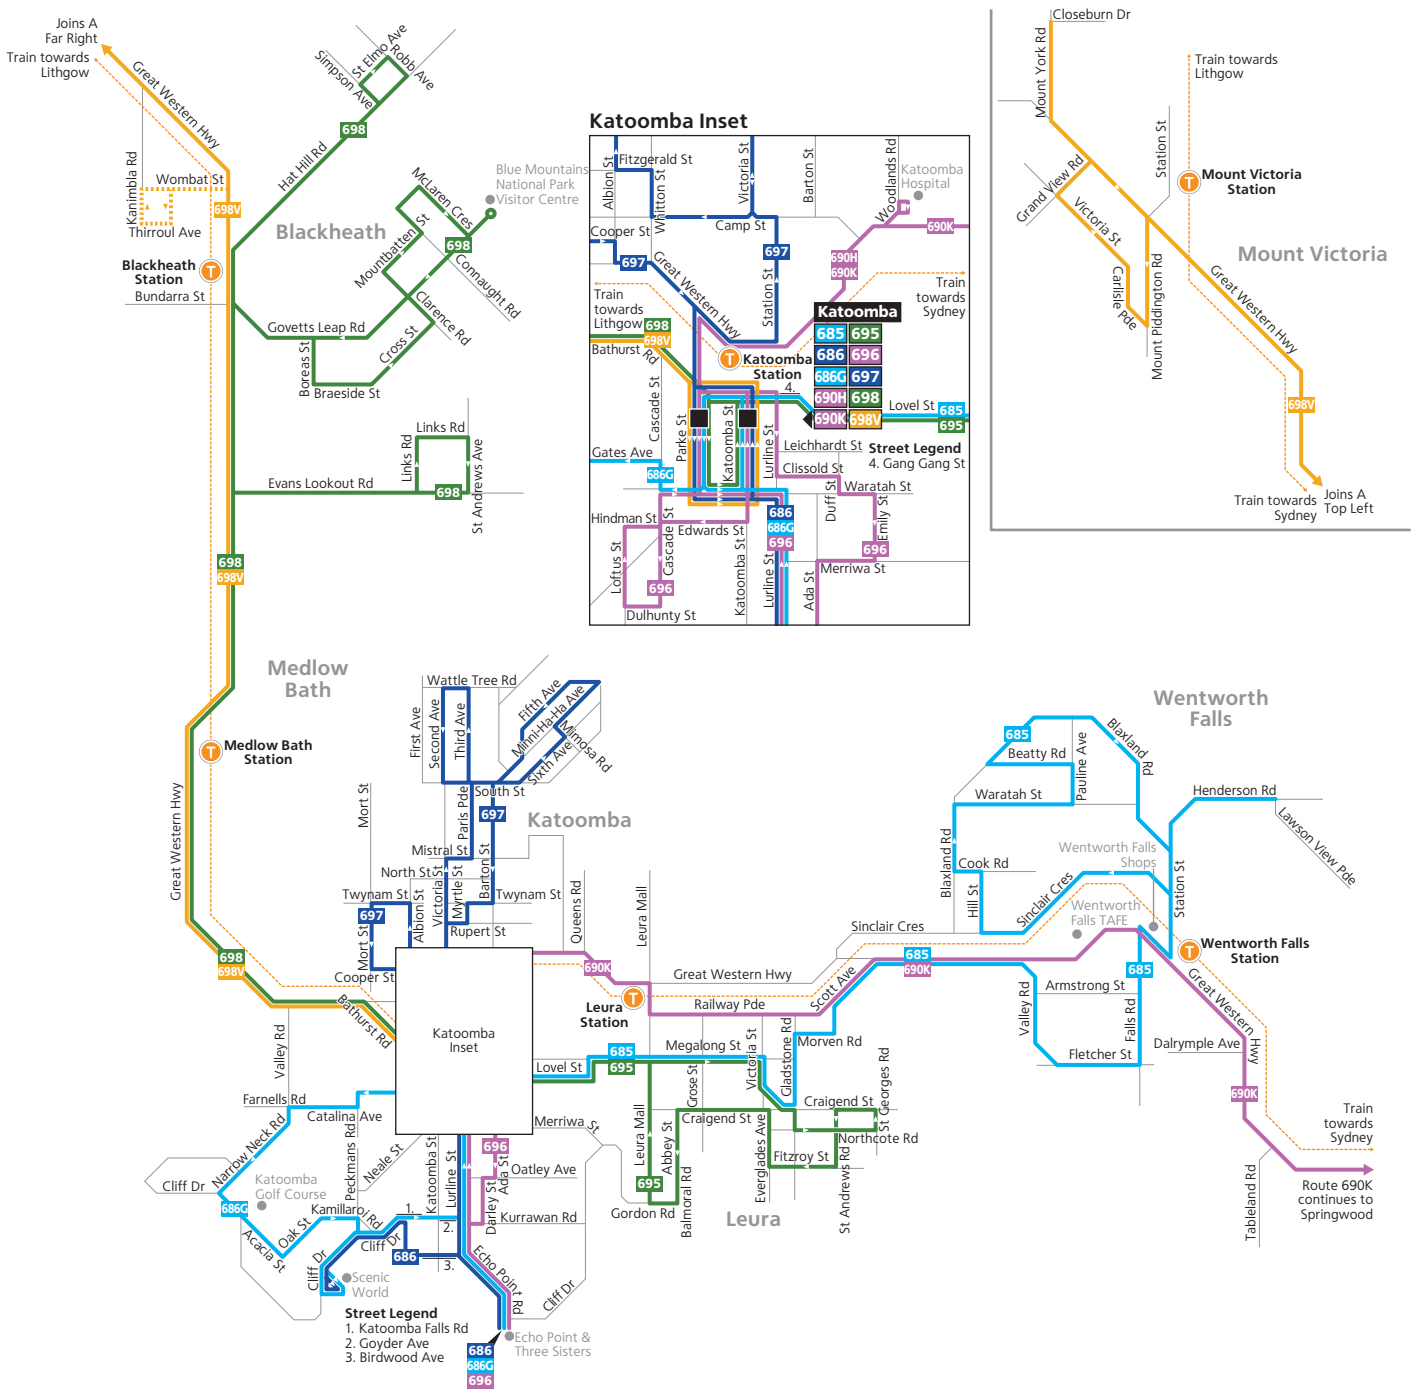 Joins A
Far Right
Train towards
Lithgow
Great Western Hwy
Kanimbla Rd
Wombat St
Thirroul Ave
698V
Blackheath
Station
T
Bundarra St
Simpson Ave
St Elmo Ave
Robb Ave
698
Hat Hill Rd
Blackheath
Blue Mountains
National Park
Visitor Centre
McLaren Cres
698
Mountbatten St
Connaught Rd
Clarence Rd
Govetts Leap Rd
Boreas St
Cross St
Braeside St
Links Rd
Links Rd
St Andrews Ave
Evans Lookout Rd
698
698
698V
Medlow
Bath
T
Medlow Bath
Station
Great Western Hwy
698
698V
Bathurst Rd
Katoomba Inset
Fitzgerald St
Albion St
Whitton St
Victoria St
Barton St
Woodlands Rd
Katoomba
Hospital
Cooper St
697
Camp St
697
690K
690H
690K
Great Western Hwy
Station St
Train
towards
Lithgow
Train
towards
Sydney
698
698V
Bathurst Rd
T
Katoomba
Station
4.
Katoomba
685
695
686
696
686G
697
690H
698
690K
698V
Lovel St
685
695
Street Legend
4. Gang Gang St
Cascade St
Parke St
Katoomba St
Lurline St
Gates Ave
686G
Leichhardt St
Clissold St
Waratah St
Duff St
Emily St
696
Merriwa St
Ada St
Hindman St
Edwards St
Cascade St
Loftus St
696
Dulhunty St
Katoomba St
Lurline St
686
686G
696
Closeburn Dr
Mount York Rd
Train towards
Lithgow
Station St
T
Mount Victoria
Station
Mount Victoria
Grand View Rd
Victoria St
Carlisle Pde
Mount Piddington Rd
Great Western Hwy
698V
Train towards
Sydney
Joins A
Top Left
Wattle Tree Rd
First Ave
Second Ave
Third Ave
Fifth Ave
Minni-Ha-Ha Ave
Mimosa Rd
Sixth Ave
South St
697
Katoomba
Mort St
Paris Pde
Mistral St
North St
Victoria St
Myrtle St
Barton St
Twynam St
Twynam St
697
Albion St
Rupert St
Mort St
Cooper St
Katoomba
Inset
Queens Rd
Leura Mall
690K
Leura
Station
T
Great Western Hwy
Railway Pde
Scott Ave
Sinclair Cres
685
690K
Lovel St
685
695
Megalong St
Grose St
Victoria St
Gladstone Rd
Morven Rd
St Georges Rd
Craigend St
Craigend St
Northcote Rd
Fitzroy St
St Andrews Rd
Everglades Ave
Leura Mall
Abbey St
Balmoral Rd
695
Gordon Rd
Leura
Merriwa St
Wentworth
Falls
685
Beatty Rd
Pauline Ave
Blaxland Rd
Waratah St
Blaxland Rd
Cook Rd
Hill St
Sinclair Cres
Henderson Rd
Lawson View Pde
Wentworth Falls
Shops
Station St
Wentworth
Falls TAFE
T
Wentworth Falls
Station
685
Valley Rd
Armstrong St
Falls Rd
Fletcher St
Great Western Hwy
Dalrymple Ave
690K
Tableland Rd
Train
towards
Sydney
Route 690K
continues to
Springwood
Valley Rd
Farnells Rd
Catalina Ave
Narrow Neck Rd
Cliff Dr
Peckmans Rd
Neale St
Katoomba
Golf Course
686G
Acacia St
Oak St
Kamillaroi Rd
1.
2.
3.
Cliff Dr
Cliff Dr
686
Scenic
World
Katoomba St
Lurline St
696
Ada St
Oatley Ave
Darley St
Kurrawan Rd
Echo Point Rd
Cliff Dr
Street Legend
1. Katoomba Falls Rd
2. Goyder Ave
3. Birdwood Ave
686
686G
696
Echo Point &
Three Sisters